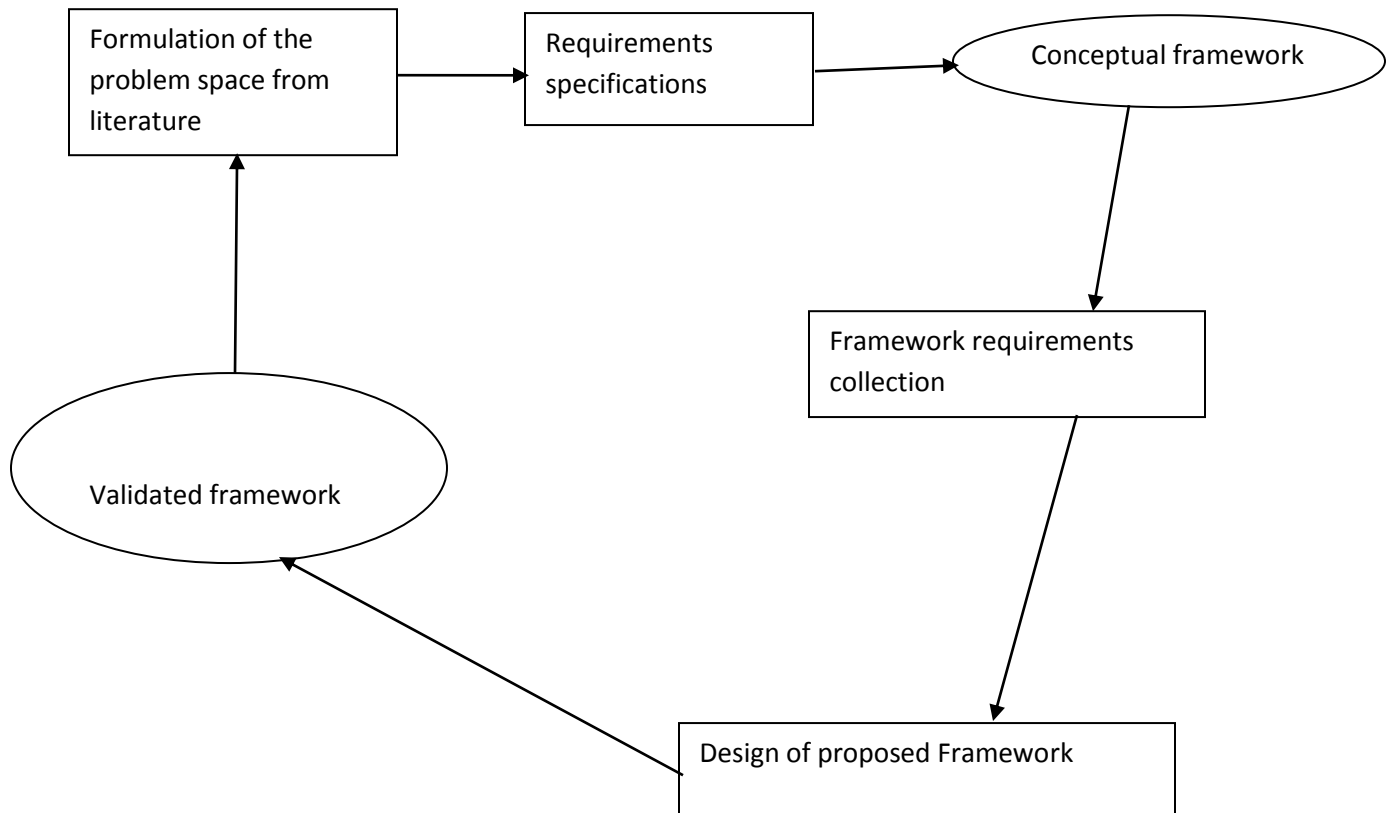 Formulation of the
problem space from
literature
Requirements
specifications
Conceptual framework
Framework requirements
collection
Validated framework
Design of proposed Framework